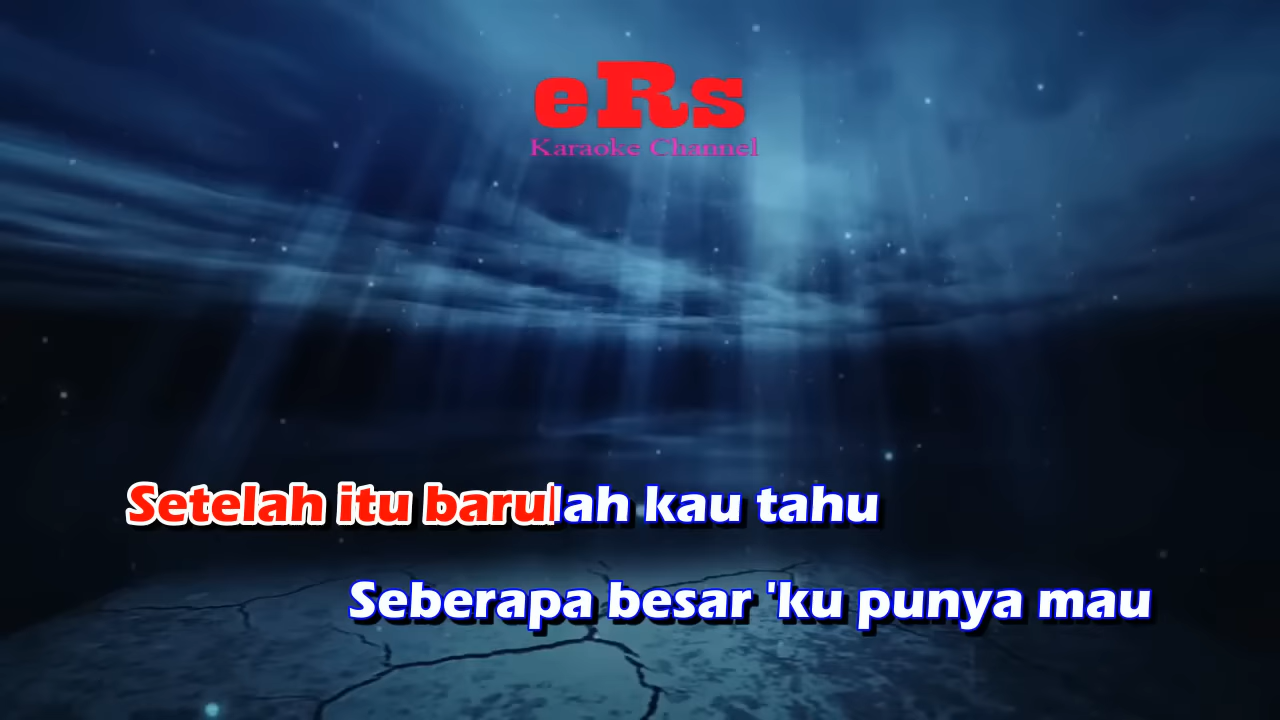 eRs
Karaoke Channel
Setelah itu barulah kau tahu
Seberapa besar 'ku punya mau